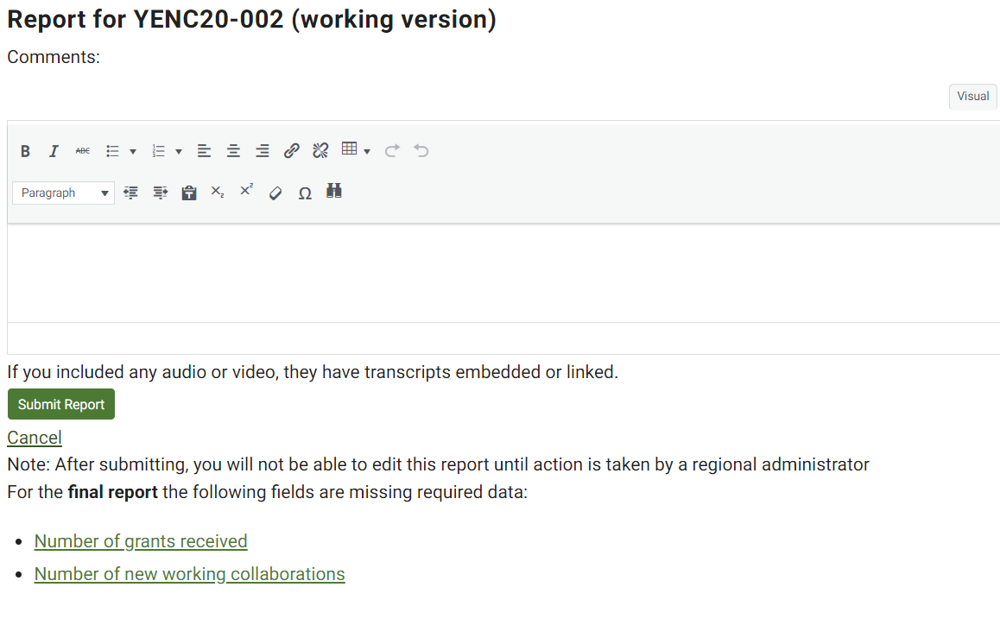 Report for YENC20-002 (working version)
Comments:
Visual
B I ABC
Paragraph X2 X2 Ω
If you included any audio or video, they have transcripts embedded or linked.
Submit Report
Cancel
Note: After submitting, you will not be able to edit this report until action is taken by a regional administrator
For the final report the following fields are missing required data:
Number of grants received
Number of new working collaborations